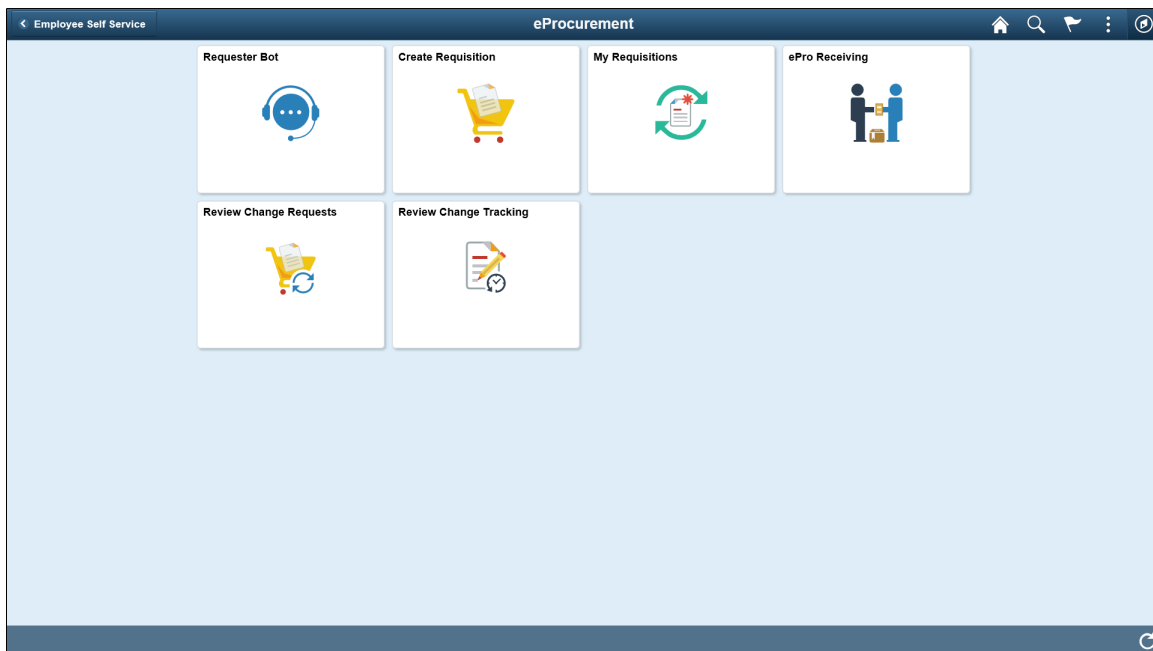 Employee Self Service
eProcurement
Requester Bot
Create Requisition
My Requisitions
ePro Receiving
Review Change Requests
Review Change Tracking